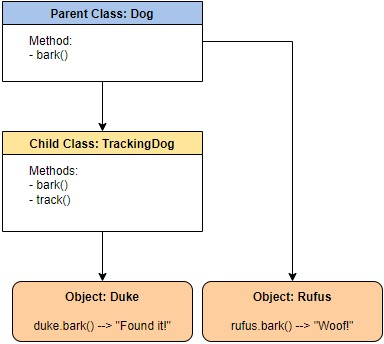 Parent Class: Dog
Method:
- bark()
Child Class: TrackingDog
Methods:
- bark()
- track()
Object: Duke
duke.bark() --> "Found it!"
Object: Rufus
rufus.bark() --> "Woof!"